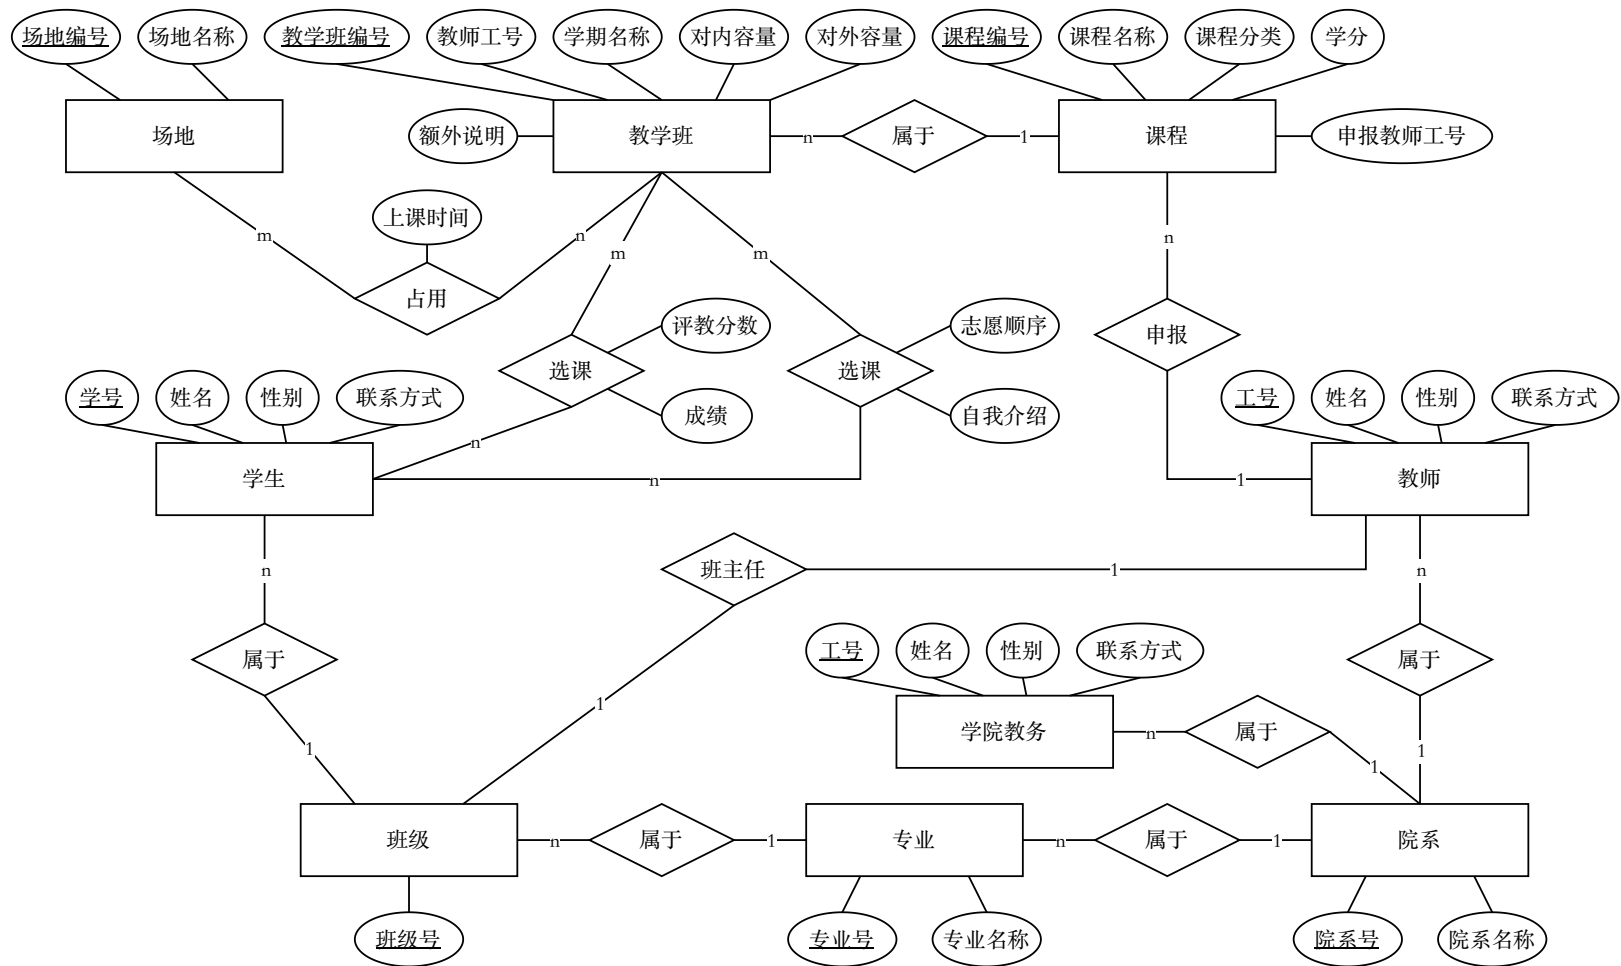 场地编号
场地名称
教学班编号
教师工号
学期名称
对内容量
对外容量
课程编号
课程名称
课程分类
学分
场地
额外说明
教学班
n
属于
1
课程
申报教师工号
上课时间
m
n
m
m
n
占用
评教分数
志愿顺序
申报
选课
选课
学号
姓名
性别
联系方式
成绩
自我介绍
工号
姓名
性别
联系方式
n
学生
n
1
教师
n
班主任
1
n
属于
工号
姓名
性别
联系方式
属于
1
1
学院教务
n
属于
1
1
班级
n
属于
1
专业
n
属于
1
院系
班级号
专业号
专业名称
院系号
院系名称